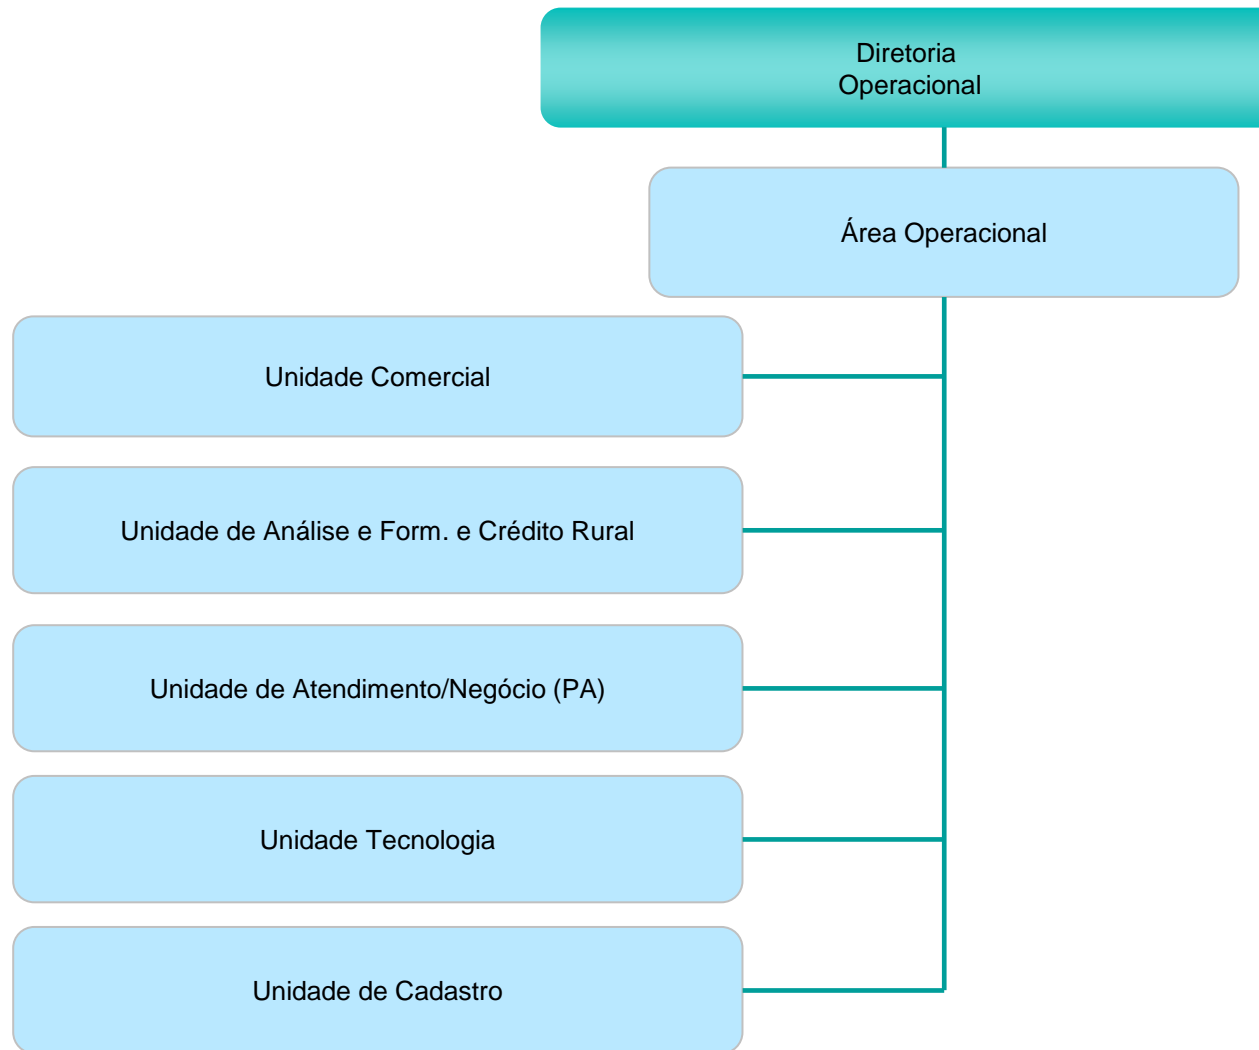 Diretoria
Operacional
Área Operacional
Unidade Comercial
Unidade de Análise e Form. e Crédito Rural
Unidade de Atendimento/Negócio (PA)
Unidade Tecnologia
Unidade de Cadastro